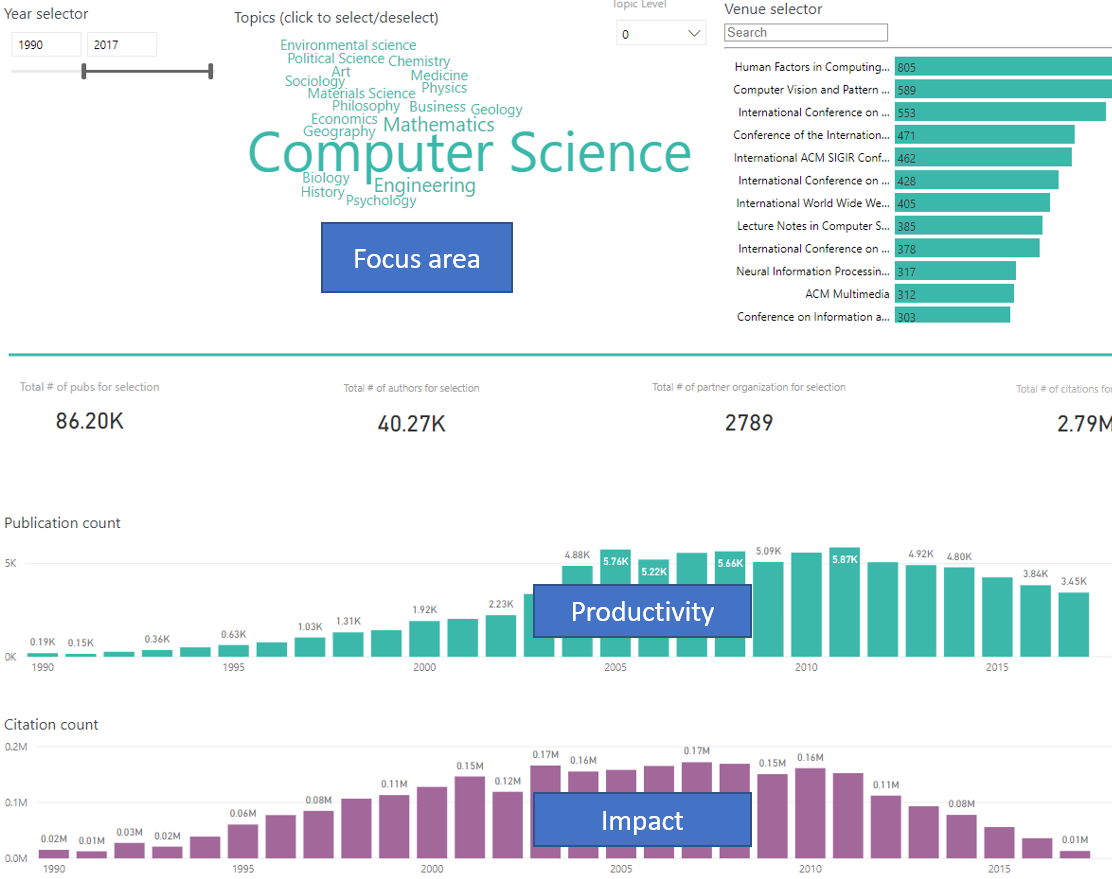 Year selector
1990
2017
Topics (click to select/deselect)
Environmental science
Political Science
Chemistry
Art
Medicine
Sociology
Physics
Materials Science
Philosophy
Business
Geology
Economics
Mathematics
Geography
Computer Science
Biology
Engineering
History
Psychology
Focus area
Topic Level
0
Venue selector
Search
Human Factors in Computing... 805
Computer Vision and Pattern ... 589
International Conference on ... 553
Conference of the Internation... 471
International ACM SIGIR Conf... 462
International Conference on ... 428
International World Wide We... 405
Lecture Notes in Computer S... 385
International Conference on ... 378
Neural Information Processin... 317
ACM Multimedia 312
Conference on Information a... 303
Total # of pubs for selection
86.20K
Total # of authors for selection
40.27K
Total # of partner organization for selection
2789
Total # of citations fo
2.79M
Publication count
5K
0K
0.19K
0.15K
0.36K
0.63K
1.03K
1.31K
1.92K
2.23K
4.88K
5.76K
5.22K
5.66K
5.09K
5.87K
4.92K
4.80K
3.84K
3.45K
Productivity
1990
1995
2000
2005
2010
2015
Citation count
0.2M
0.1M
0.0M
0.02M
0.01M
0.03M
0.02M
0.06M
0.08M
0.11M
0.15M
0.12M
0.17M
0.16M
0.17M
0.15M
0.16M
0.11M
0.08M
0.01M
Impact
1990
1995
2000
2005
2010
2015